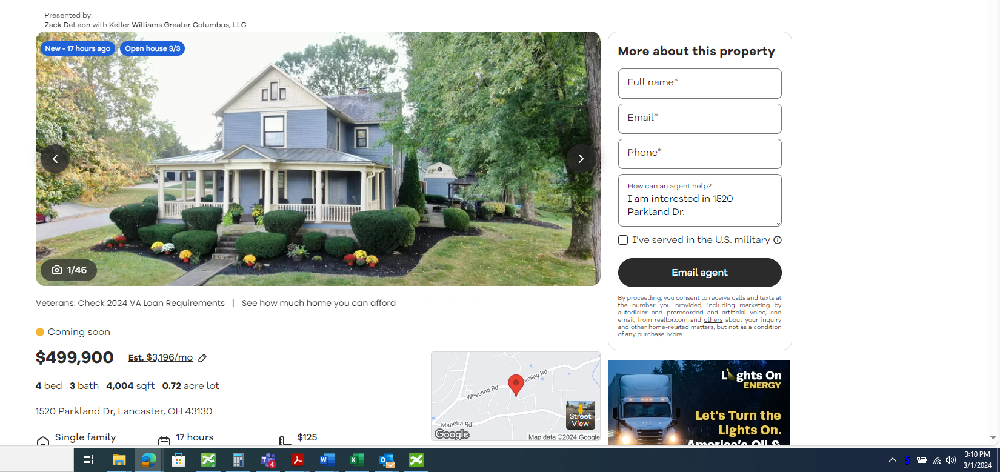 Presented by:
Zack DeLeon with Keller Williams Greater Columbus, LLC
New - 17 hours ago
Open house 3/3
1/46
Veterans: Check 2024 VA Loan Requirements | See how much home you can afford
Coming soon
$499,900
Est. $3,196/mo
4 bed 3 bath 4,004 sqft 0.72 acre lot
1520 Parkland Dr, Lancaster, OH 43130
Single family
17 hours
$125
Wheeling Rd
eeling Rd
Marietta Rd
Street
View
Google
Map data ©2024 Google
More about this property
Full name*
Email*
Phone*
How can an agent help?
I am interested in 1520
Parkland Dr.
I've served in the U.S. military
Email agent
By proceeding, you consent to receive calls and texts at
the number you provided, including marketing by
autodialer and prerecorded and artificial voice, and
email, from realtor.com and others about your inquiry
and other home-related matters, but not as a condition
of any purchase. More...
Lights On
ENERGY
Let's Turn the
Lights On.
America's Oil &
T
4
5
3:10 PM
3/1/2024